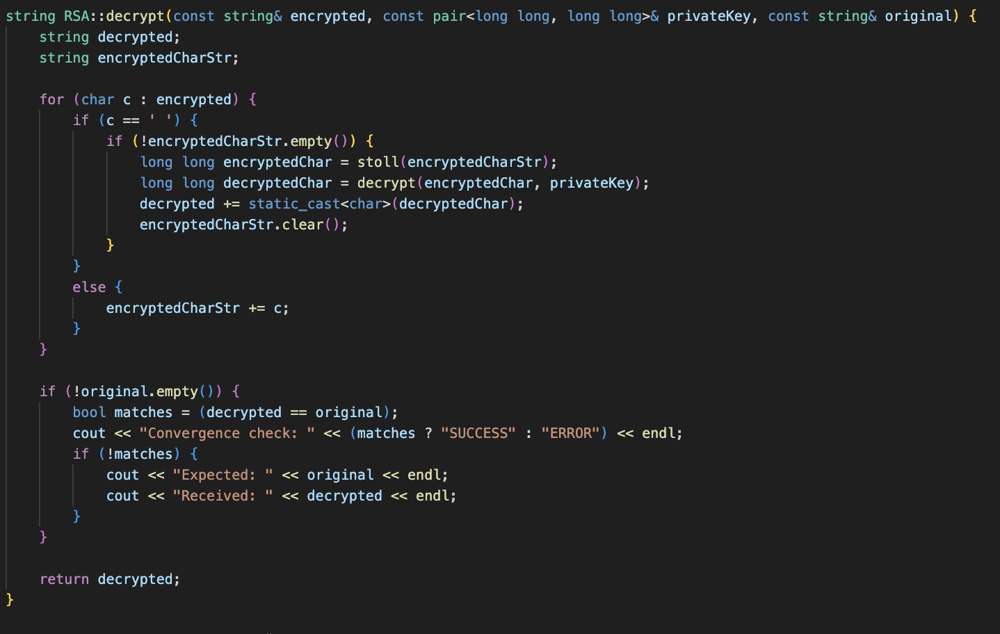 string RSA::decrypt(const string& encrypted, const pair<long long, long long>& privateKey, const string& original) {
    string decrypted;
    string encryptedCharStr;

    for (char c : encrypted) {
        if (c == ' ') {
            if (!encryptedCharStr.empty()) {
                long long encryptedChar = stoll(encryptedCharStr);
                long long decryptedChar = decrypt(encryptedChar, privateKey);
                decrypted += static_cast<char>(decryptedChar);
                encryptedCharStr.clear();
            }
        }
        else {
            encryptedCharStr += c;
        }
    }

    if (!original.empty()) {
        bool matches = (decrypted == original);
        cout << "Convergence check: " << (matches ? "SUCCESS" : "ERROR") << endl;
        if (!matches) {
            cout << "Expected: " << original << endl;
            cout << "Received: " << decrypted << endl;
        }
    }

    return decrypted;
}